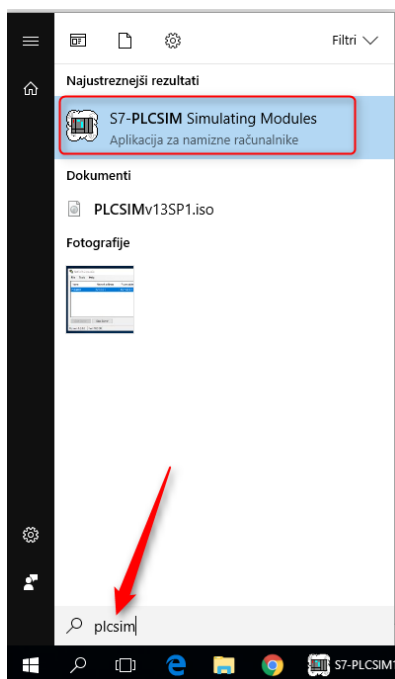 Filtri
Najustreznejši rezultati
S7-PLCSIM Simulating Modules
Aplikacija za namizne računalnike
Dokumenti
PLCSIMv13SP1.iso
Fotografije
plcsim
S7-PLCSIM